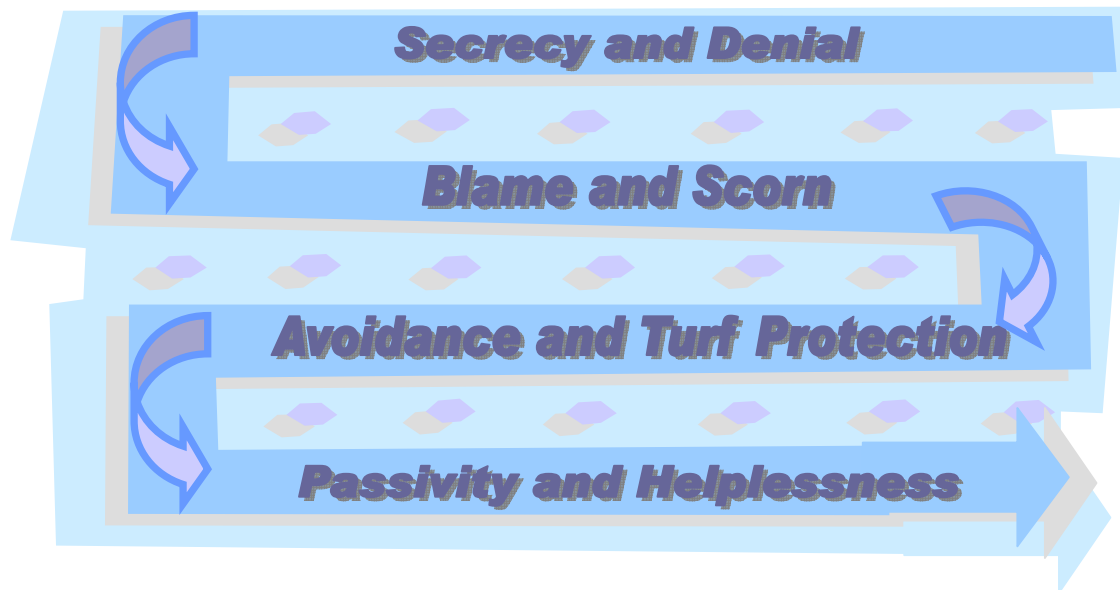 Secrecy and Denial
Blame and Scorn
Avoidance and Turf Protection
Passivity and Helplessness